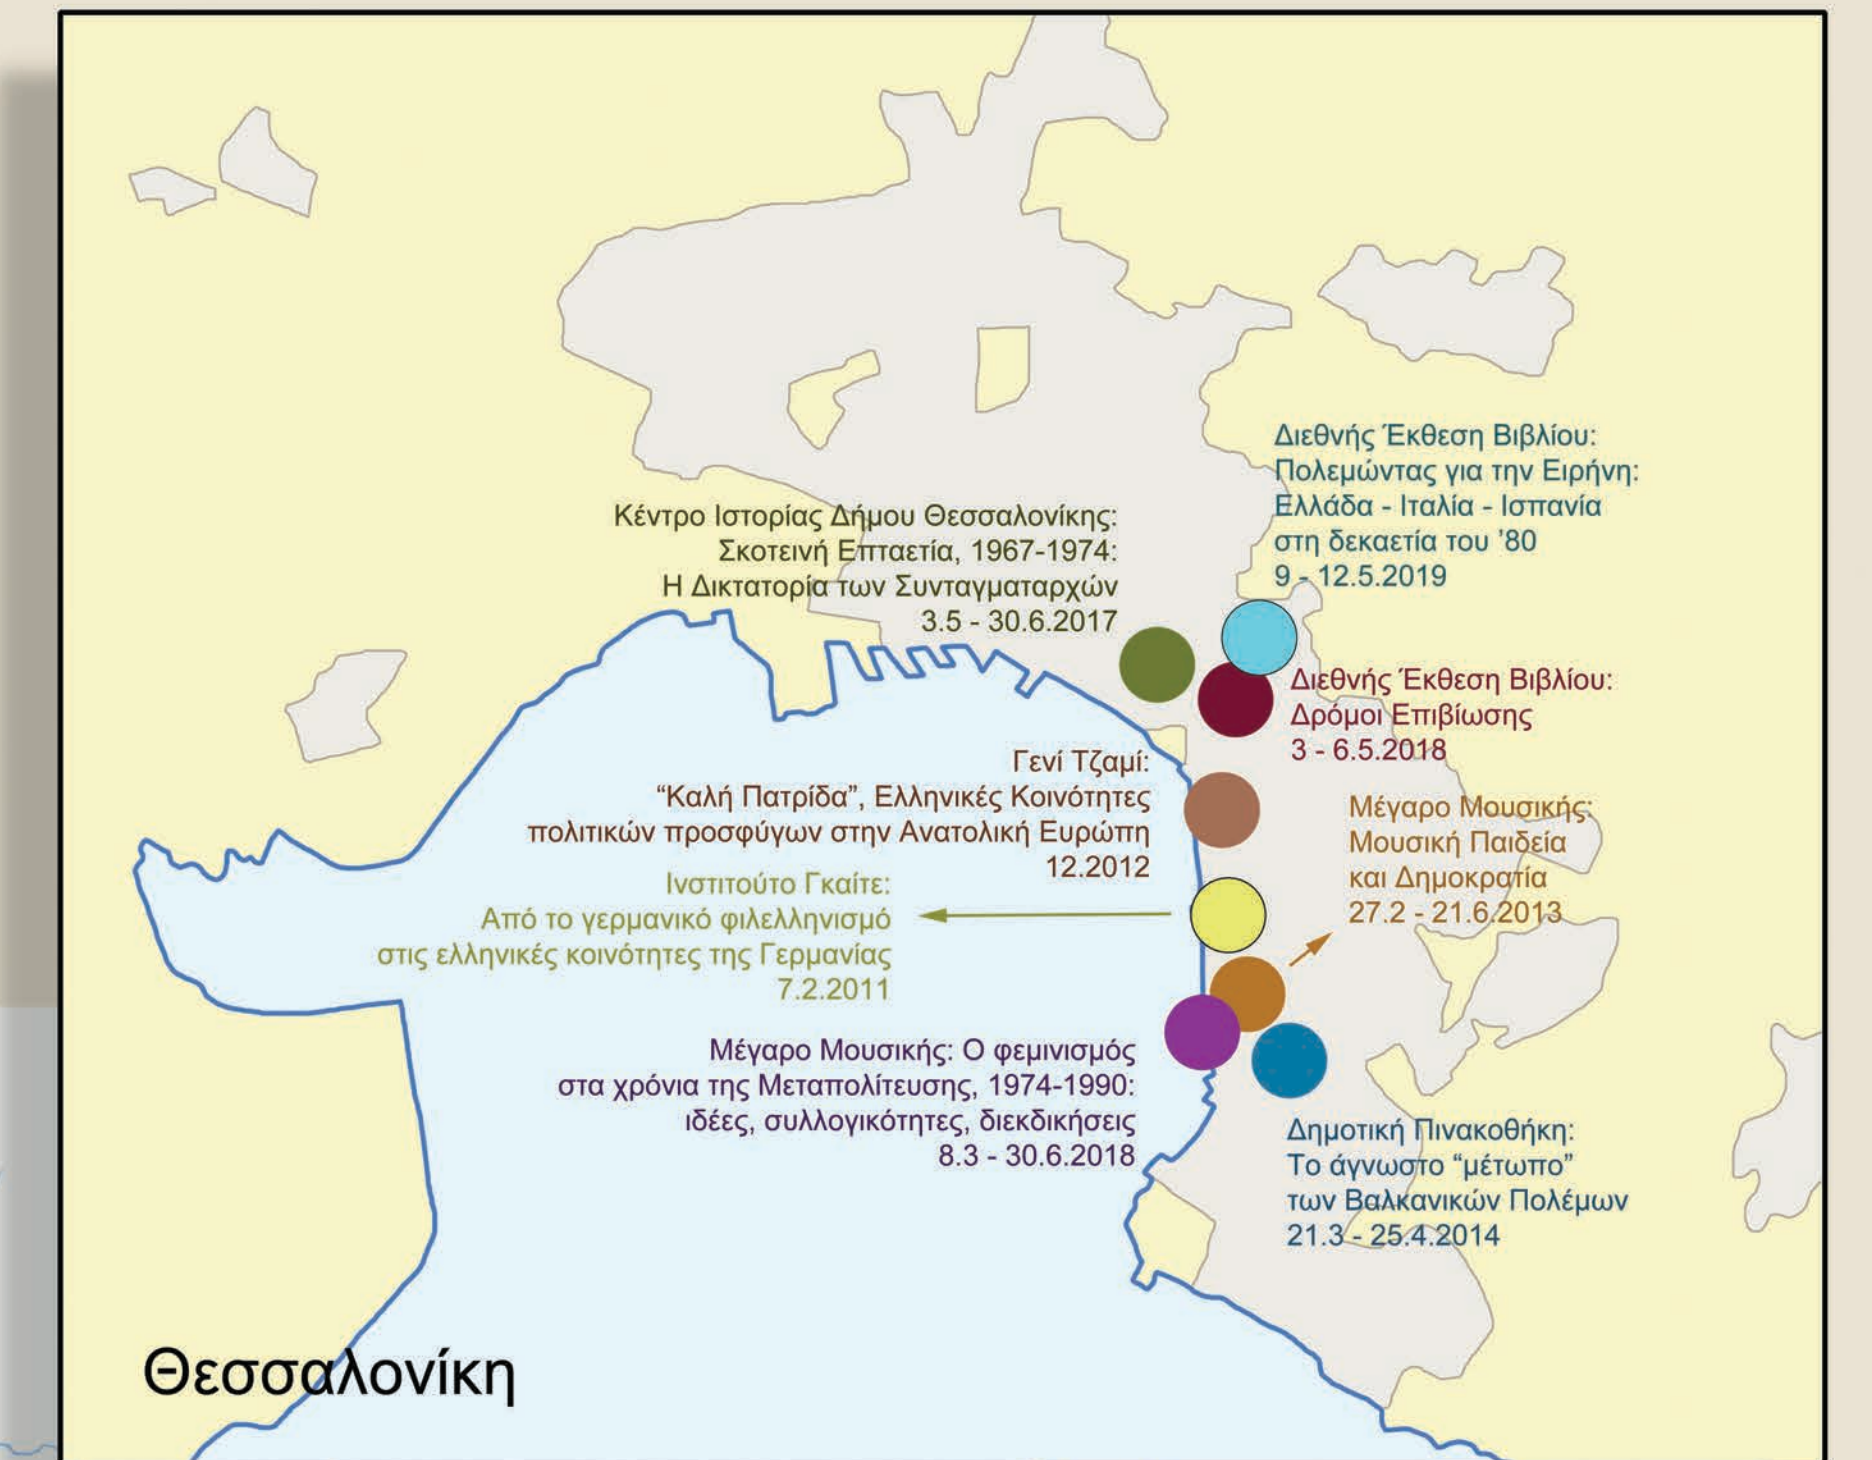 Διεθνής Έκθεση Βιβλίου:
Πολεμώντας για την Ειρήνη:
Ελλάδα - Ιταλία - Ισπανία
στη δεκαετία του ’80
9 - 12.5.2019
Κέντρο Ιστορίας Δήμου Θεσσαλονίκης:
Σκοτεινή Επταετία, 1967-1974:
Η Δικτατορία των Συνταγματαρχών
3.5 - 30.6.2017
Διεθνής Έκθεση Βιβλίου:
Δρόμοι Επιβίωσης
3 - 6.5.2018
Γενί Τζαμί:
“Καλή Πατρίδα”, Ελληνικές Κοινότητες
πολιτικών προσφύγων στην Ανατολική Ευρώπη
12.2012
Μέγαρο Μουσικής:
Μουσική Παιδεία
και Δημοκρατία
27.2 - 21.6.2013
Ινστιτούτο Γκαίτε:
Από το γερμανικό φιλελληνισμό
στις ελληνικές κοινότητες της Γερμανίας
7.2.2011
Μέγαρο Μουσικής: Ο φεμινισμός
στα χρόνια της Μεταπολίτευσης, 1974-1990:
ιδέες, συλλογικότητες, διεκδικήσεις
8.3 - 30.6.2018
Δημοτική Πινακοθήκη:
Το άγνωστο “μέτωπο”
των Βαλκανικών Πολέμων
21.3 - 25.4.2014
Θεσσαλονίκη